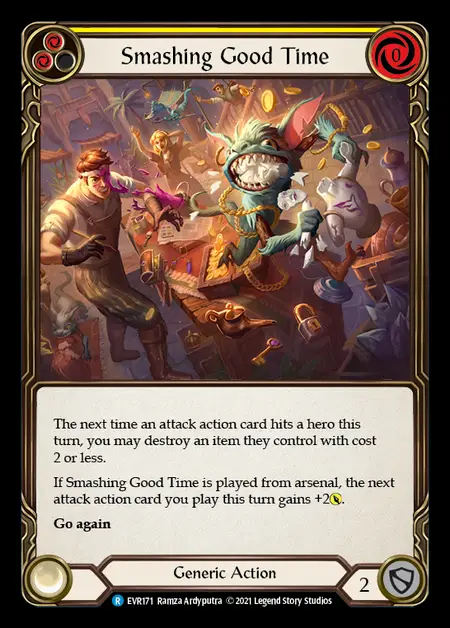 Smashing Good Time
0
The next time an attack action card hits a hero this
turn, you may destroy an item they control with cost
2 or less.
If Smashing Good Time is played from arsenal, the next
attack action card you play this turn gains +2.
Go again
Generic Action
2
R EVR171 Ramza Ardyputra © 2021 Legend Story Studios